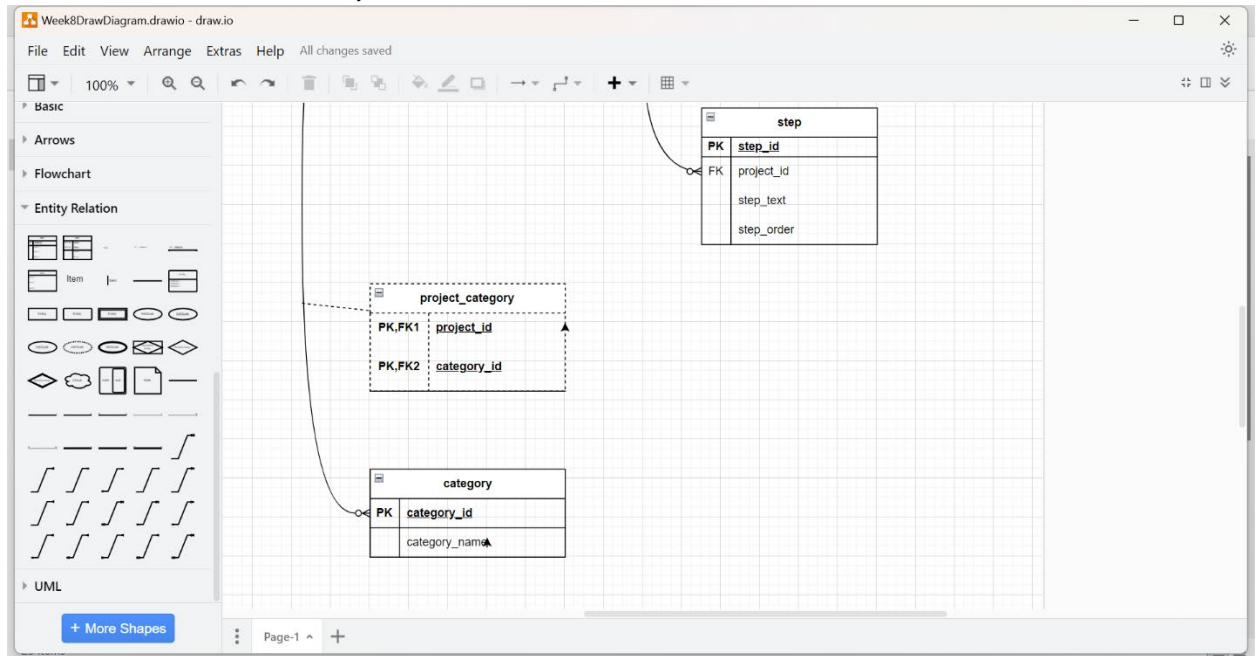 Week8DrawDiagram.drawio - draw.io
File Edit View Arrange Extras Help All changes saved
100%
Basic
Arrows
Flowchart
Entity Relation
Item
UML
+ More Shapes
step
PK step_id
FK project_id
step_text
step_order
project_category
PK,FK1 project_id
PK,FK2 category_id
category
PK category_id
category_name
Page-1